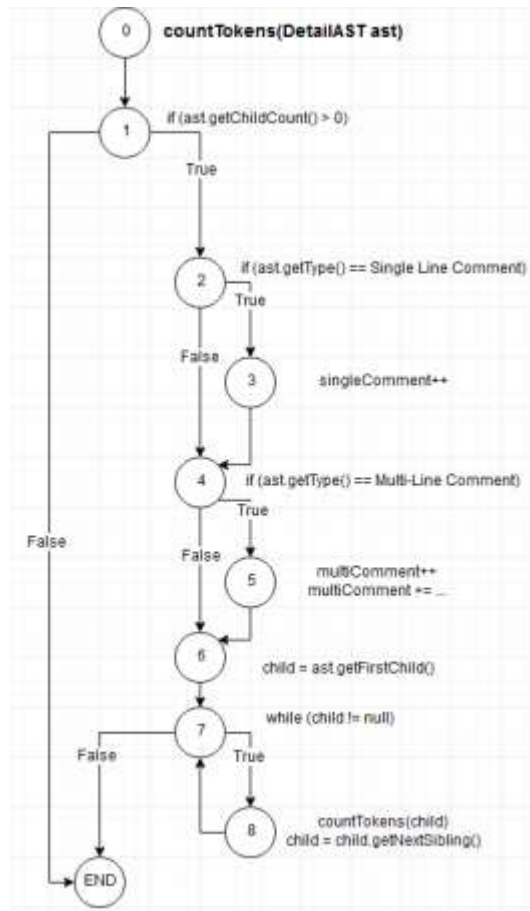 0 countTokens(DetailAST ast)
1 if (ast.getChildCount() > 0)
True
2 if (ast.getType() == Single Line Comment)
True
False
3 singleComment++
4 if (ast.getType() == Multi-Line Comment)
True
False
False
5 multiComment++
multiComment += ...
6 child = ast.getFirstChild()
7 while (child != null)
False True
8 countTokens(child)
child = child.getNextSibling()
END